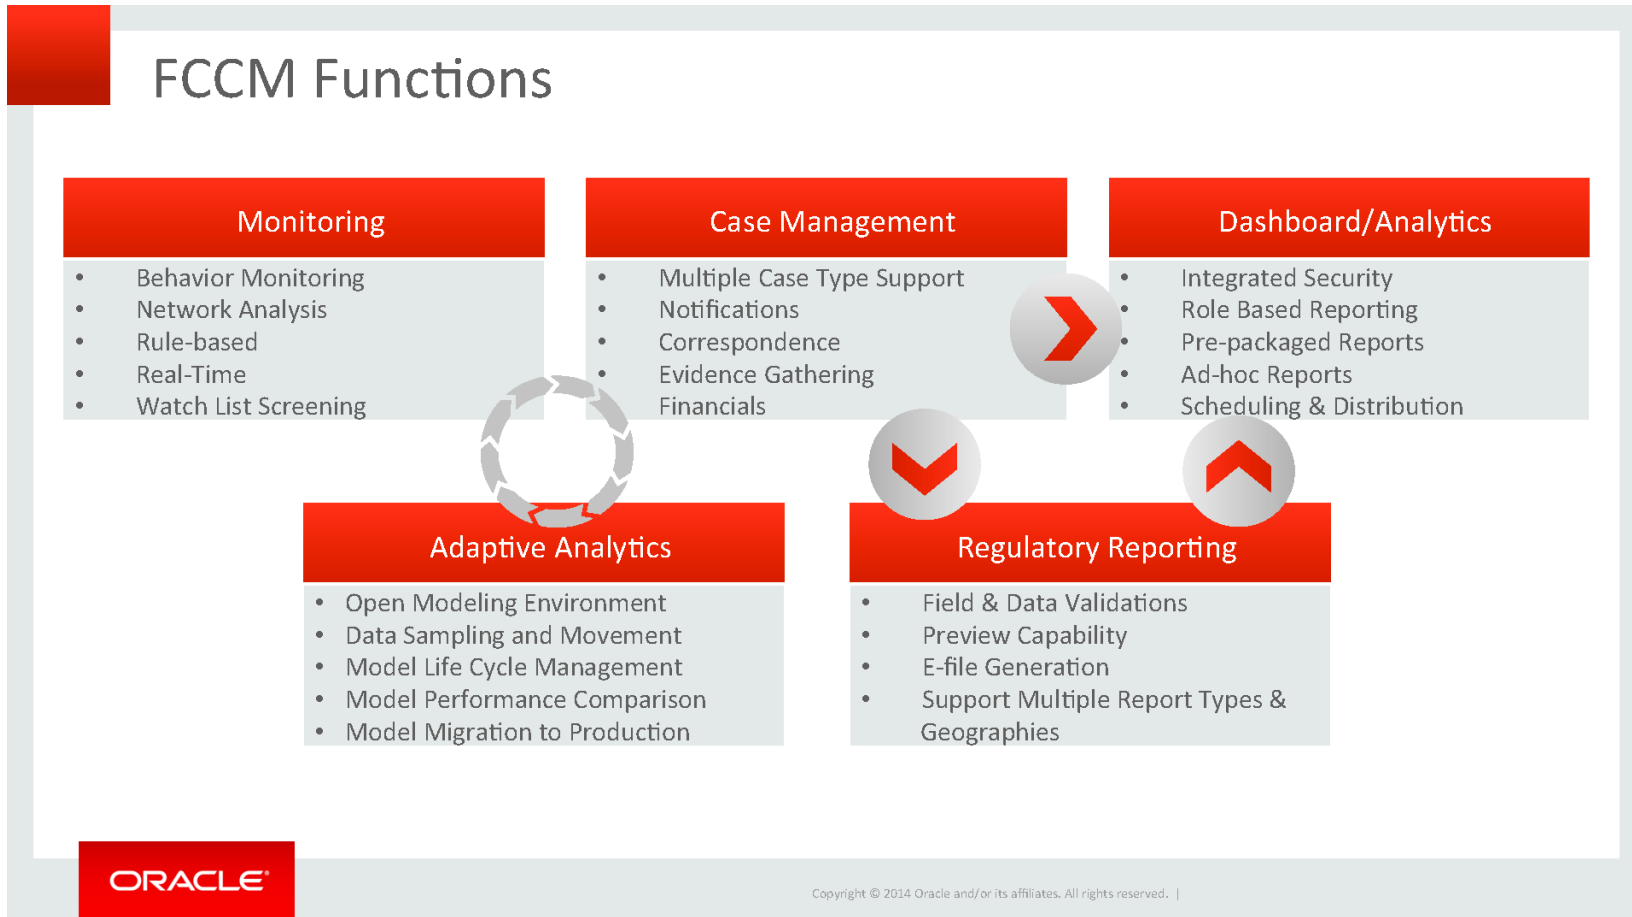 FCCM Functions
Monitoring
• Behavior Monitoring
• Network Analysis
• Rule-based
• Real-Time
• Watch List Screening
Case Management
• Multiple Case Type Support
• Notifications
• Correspondence
• Evidence Gathering
Financials
Dashboard/Analytics
• Integrated Security
• Role Based Reporting
• Pre-packaged Reports
• Ad-hoc Reports
• Scheduling & Distribution
Adaptive Analytics
• Open Modeling Environment
• Data Sampling and Movement
• Model Life Cycle Management
• Model Performance Comparison
• Model Migration to Production
Regulatory Reporting
• Field & Data Validations
• Preview Capability
• E-file Generation
• Support Multiple Report Types &
Geographies
ORACLE®
Copyright © 2014 Oracle and/or its affiliates. All rights reserved. |